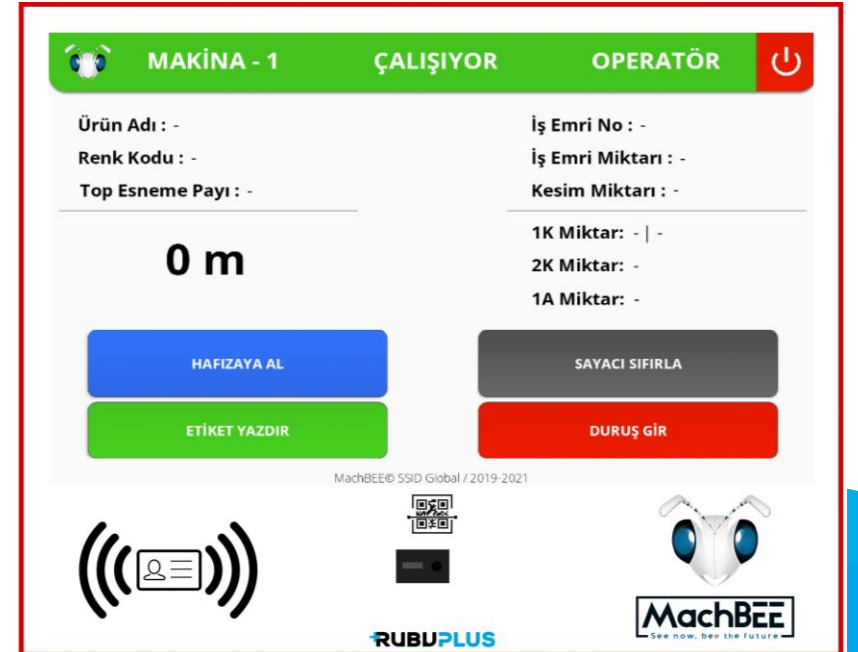 MAKİNA - 1 ÇALIŞIYOR OPERATÖR
Ürün Adı : -
Renk Kodu : -
Top Esneme Payı : -
İş Emri No : -
İş Emri Miktarı : -
Kesim Miktarı : -
0 m
1K Miktar: - | -
2K Miktar: -
1A Miktar: -
HAFIZAYA AL
SAYACI SIFIRLA
ETİKET YAZDIR
DURUŞ GİR
MachBEE© SSID Global / 2019-2021
RUBUPLUS
MachBEE
See now, bee the future